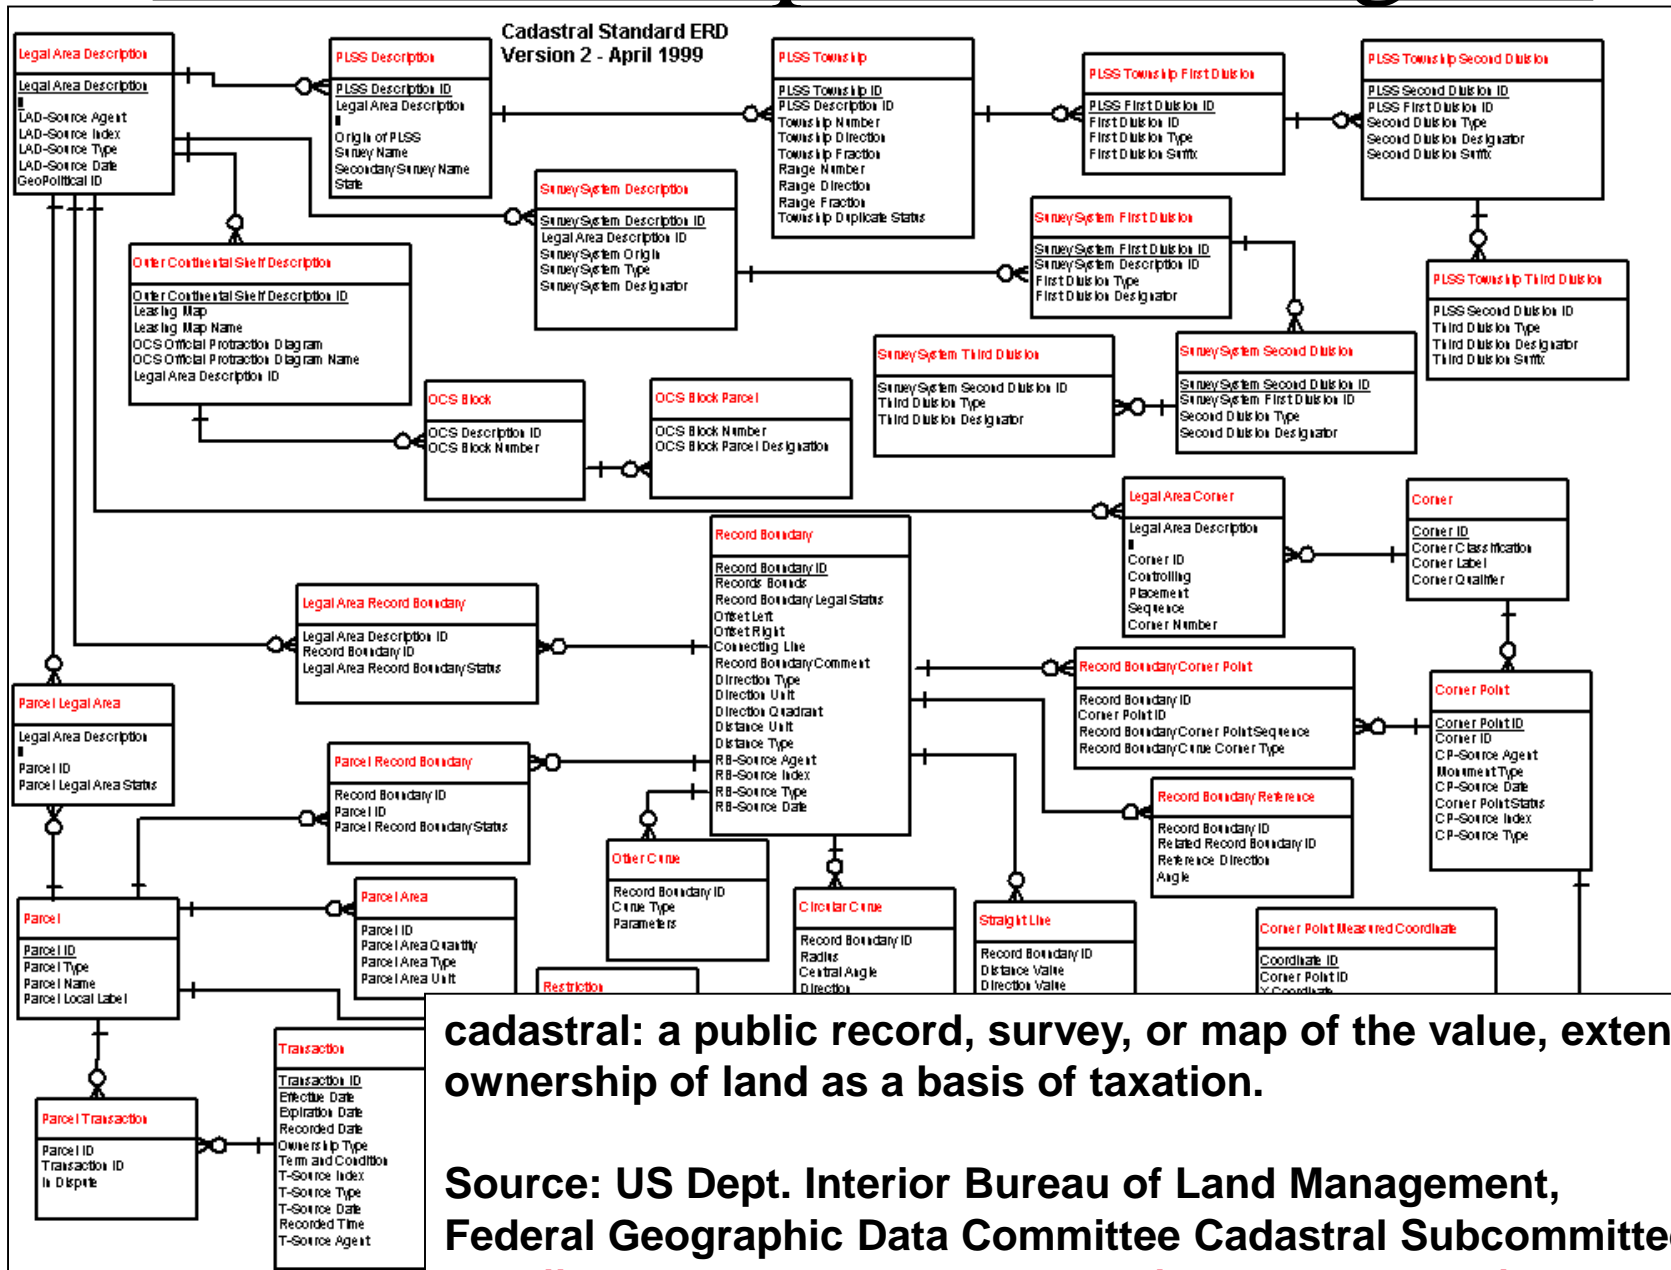 Cadastral Standard ERD
Version 2 - April 1999
Legal Area Description
Legal Area Description
LAD-Source Agent
LAD-Source Index
LAD-Source Type
LAD-Source Date
GeoPolitical ID
PLSS Description
PLSS Description ID
Legal Area Description
Origin of PLSS
Survey Name
Secondary Survey Name
State
PLSS Township
PLSS Township ID
PLSS Description ID
Township Number
Township Direction
Township Fraction
Range Number
Range Direction
Range Fraction
Township Duplicate Status
PLSS Township First Division
PLSS First Division ID
First Division ID
First Division Type
First Division Suffix
PLSS Township Second Division
PLSS Second Division ID
PLSS First Division ID
Second Division Type
Second Division Designator
Second Division Suffix
Survey System Description
Survey System Description ID
Legal Area Description ID
Survey System Origin
Survey System Type
Survey System Designator
Survey System First Division
Survey System First Division ID
Survey System Description ID
First Division Type
First Division Designator
PLSS Township Third Division
PLSS Second Division ID
Third Division Type
Third Division Designator
Third Division Suffix
Outer Continental Shelf Description
Outer Continental Shelf Description ID
Leasing Map
Leasing Map Name
OCS Official Protraction Diagram
OCS Official Protraction Diagram Name
Legal Area Description ID
Survey System Third Division
Survey System Second Division ID
Third Division Type
Third Division Designator
Survey System Second Division
Survey System Second Division ID
Survey System First Division ID
Second Division Type
Second Division Designator
OCS Block
OCS Description ID
OCS Block Number
OCS Block Parcel
OCS Block Number
OCS Block Parcel Designation
Legal Area Corner
Legal Area Description
Corner ID
Controlling
Placement
Sequence
Corner Number
Corner
Corner ID
Corner Classification
Corner Label
Corner Qualifier
Record Boundary
Record Boundary ID
Records Bounds
Record Boundary Legal Status
Offset Left
Offset Right
Connecting Line
Record Boundary Comment
Dirrection Type
Direction Unit
Direction Quadrant
Distance Unit
Distance Type
RB-Source Agent
RB-Source Index
RB-Source Type
RB-Source Date
Legal Area Record Boundary
Legal Area Description ID
Record Boundary ID
Legal Area Record Boundary Status
Record Boundary Corner Point
Record Boundary ID
Corner Point ID
Record Boundary Corner Point Sequence
Record Boundary Curve Corner Type
Corner Point
Corner Point ID
Corner ID
CP-Source Agent
Monument Type
CP-Source Date
Corner Point Status
CP-Source Index
CP-Source Type
Parcel Legal Area
Legal Area Description
Parcel ID
Parcel Legal Area Status
Parcel Record Boundary
Record Boundary ID
Parcel ID
Parcel Record Boundary Status
Record Boundary Reference
Record Boundary ID
Related Record Boundary ID
Reference Direction
Angle
Other Curve
Record Boundary ID
Curve Type
Parameters
Circular Curve
Record Boundary ID
Radius
Central Angle
Direction
Straight Line
Record Boundary ID
Distance Value
Direction Value
Corner Point Measured Coordinate
Coordinate ID
Corner Point ID
X Coordinate
Parcel
Parcel ID
Parcel Type
Parcel Name
Parcel Local Label
Parcel Area
Parcel ID
Parcel Area Quantity
Parcel Area Type
Parcel Area Unit
Restriction
Transaction
Transaction ID
Effective Date
Expiration Date
Recorded Date
Ownership Type
Term and Condition
T-Source Index
T-Source Type
T-Source Date
Recorded Time
T-Source Agent
Parcel Transaction
Parcel ID
Transaction ID
In Dispute
cadastral: a public record, survey, or map of the value, exten
ownership of land as a basis of taxation.
Source: US Dept. Interior Bureau of Land Management,
Federal Geographic Data Committee Cadastral Subcommittee